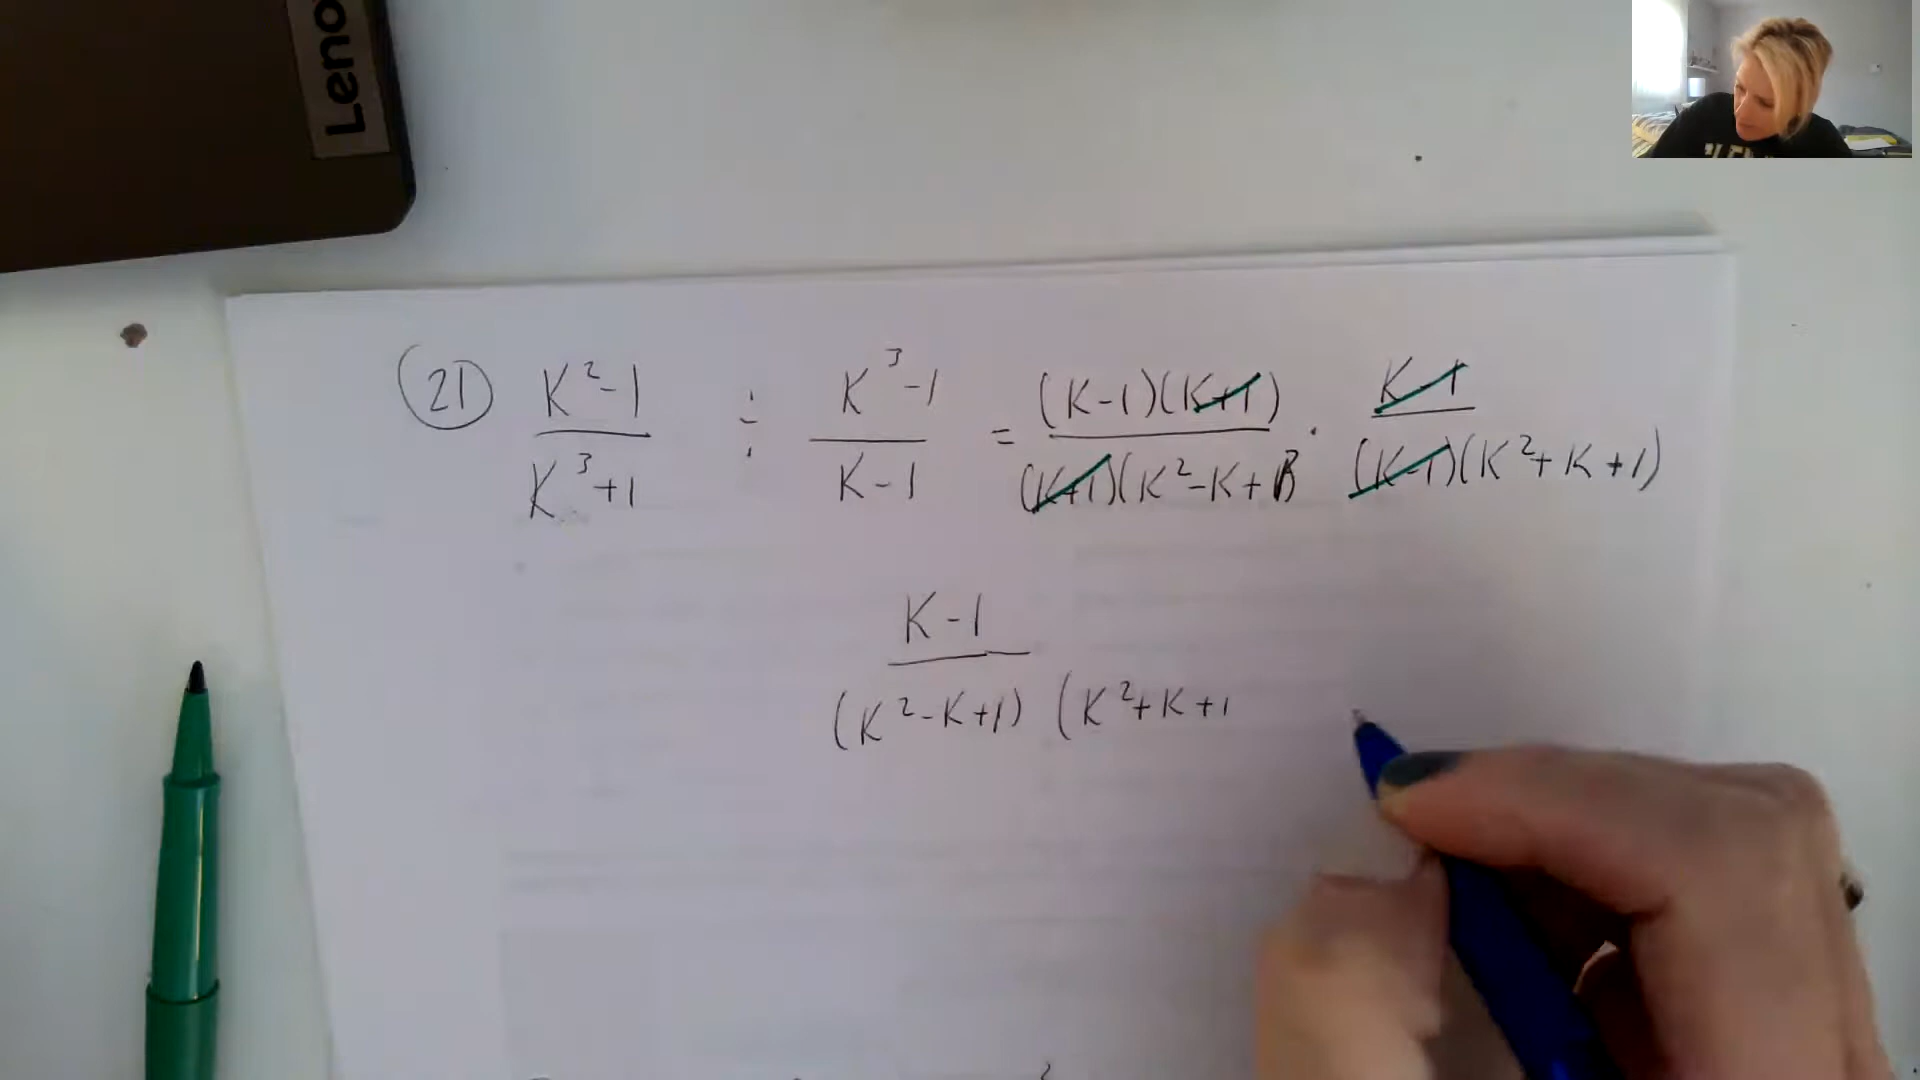 Leno
21 K²-1 / K³+1 ÷ K³-1 / K-1 = (K-1)(K+1) / (K+1)(K²-K+1) · K-1 / (K-1)(K²+K+1)
K-1
(K²-K+1) (K²+K+1